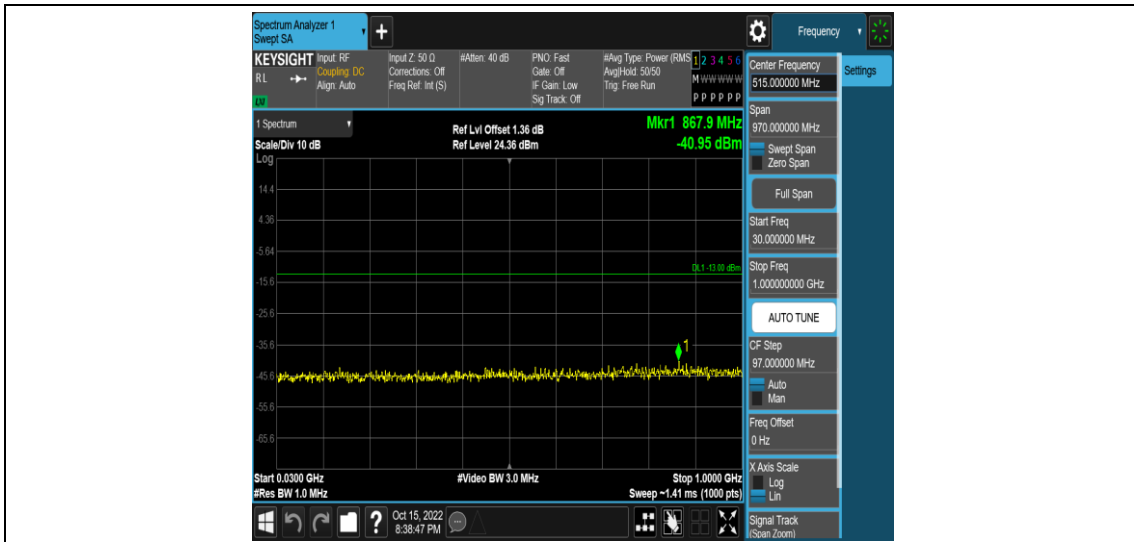 Spectrum Analyzer 1
Swept SA
+
Frequency
KEYSIGHT
RL
LXI
Input: RF
Coupling: DC
Align: Auto
Input Z: 50 Ω
Corrections: Off
Freq Ref: Int (S)
#Atten: 40 dB
PNO: Fast
Gate: Off
IF Gain: Low
Sig Track: Off
#Avg Type: Power (RMS
Avg|Hold: 50/50
Trig: Free Run
1 2 3 4 5 6
M W W W W W
P P P P P P
1 Spectrum
Scale/Div 10 dB
Log
Ref Lvl Offset 1.36 dB
Ref Level 24.36 dBm
Mkr1 867.9 MHz
-40.95 dBm
14.4
4.36
-5.64
DL1 -13.00 dBm
-15.6
-25.6
-35.6
1
-45.6
-55.6
-65.6
Start 0.0300 GHz
#Res BW 1.0 MHz
#Video BW 3.0 MHz
Stop 1.0000 GHz
Sweep ~1.41 ms (1000 pts)
?
Oct 15, 2022
8:38:47 PM
Center Frequency
515.000000 MHz
Settings
Span
970.000000 MHz
Swept Span
Zero Span
Full Span
Start Freq
30.000000 MHz
Stop Freq
1.000000000 GHz
AUTO TUNE
CF Step
97.000000 MHz
Auto
Man
Freq Offset
0 Hz
X Axis Scale
Log
Lin
Signal Track
(Span Zoom)